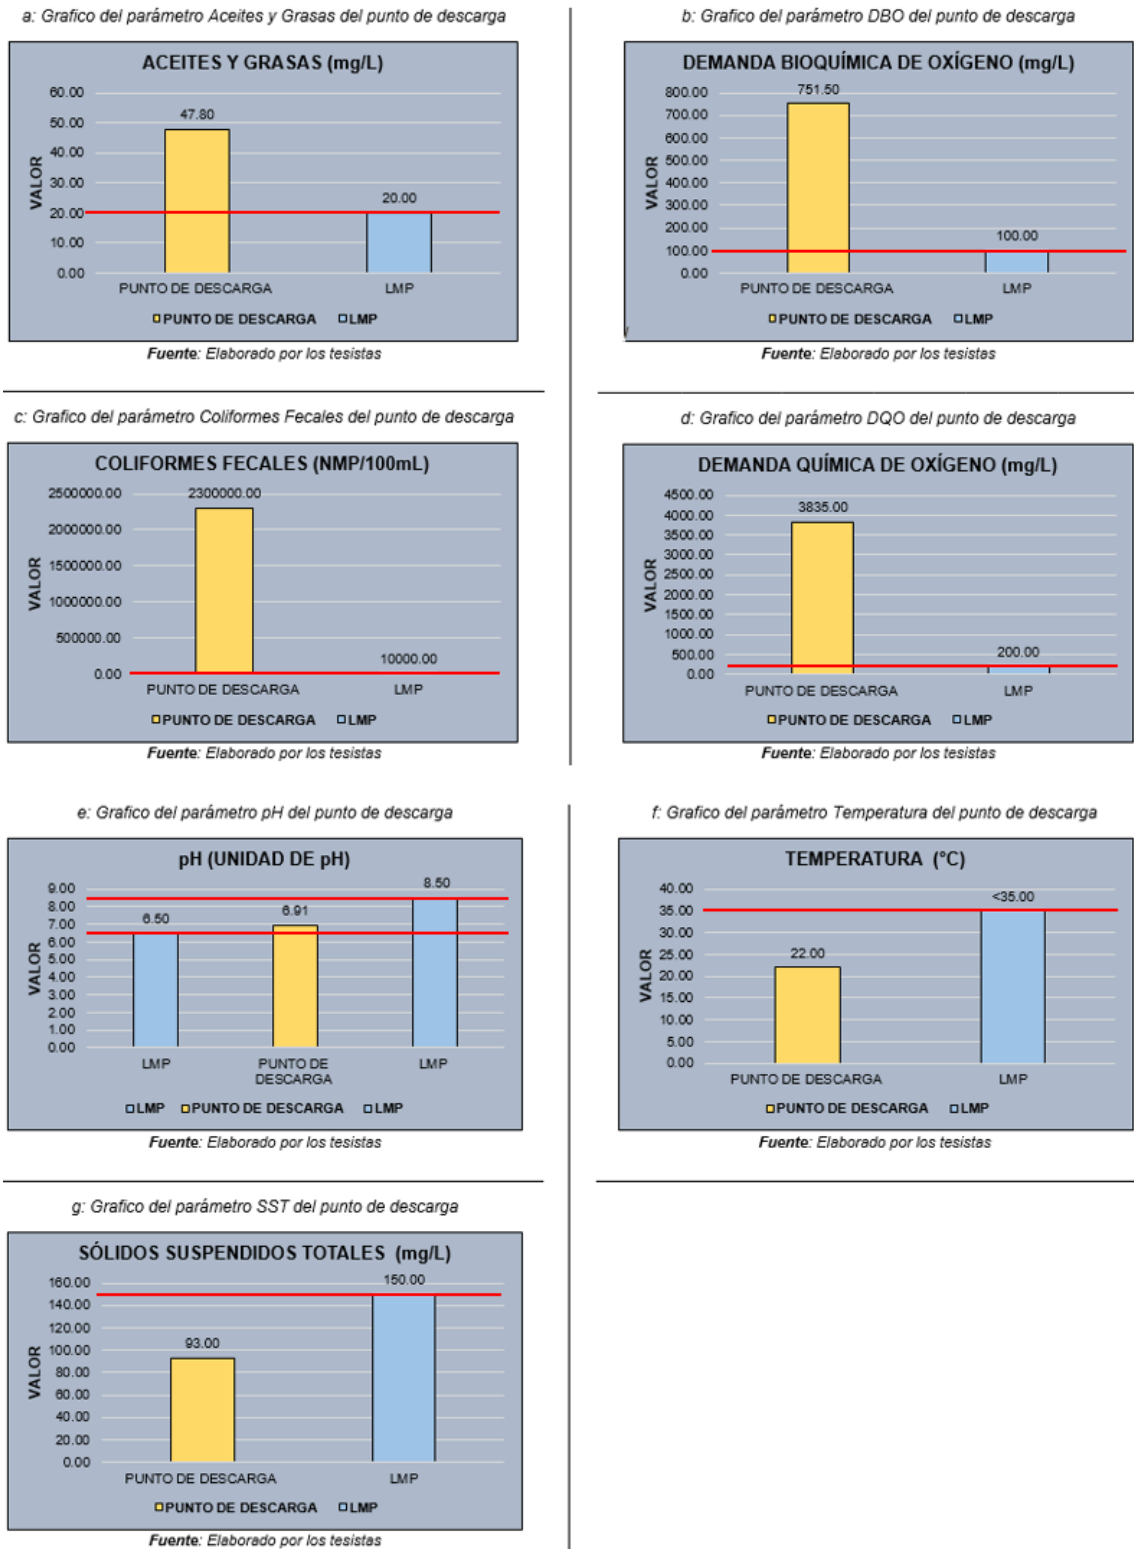 a: Grafico del parámetro Aceites y Grasas del punto de descarga
ACEITES Y GRASAS (mg/L)
VALOR
60.00
50.00
40.00
30.00
20.00
10.00
0.00
47.80
20.00
PUNTO DE DESCARGA
LMP
PUNTO DE DESCARGA LMP
Fuente: Elaborado por los tesistas
b: Grafico del parámetro DBO del punto de descarga
DEMANDA BIOQUÍMICA DE OXÍGENO (mg/L)
VALOR
800.00
700.00
600.00
500.00
400.00
300.00
200.00
100.00
0.00
751.50
100.00
PUNTO DE DESCARGA
LMP
PUNTO DE DESCARGA LMP
Fuente: Elaborado por los tesistas
c: Grafico del parámetro Coliformes Fecales del punto de descarga
COLIFORMES FECALES (NMP/100mL)
VALOR
2500000.00
2000000.00
1500000.00
1000000.00
500000.00
0.00
2300000.00
10000.00
PUNTO DE DESCARGA
LMP
PUNTO DE DESCARGA LMP
Fuente: Elaborado por los tesistas
d: Grafico del parámetro DQO del punto de descarga
DEMANDA QUÍMICA DE OXÍGENO (mg/L)
VALOR
4500.00
4000.00
3500.00
3000.00
2500.00
2000.00
1500.00
1000.00
500.00
0.00
3835.00
200.00
PUNTO DE DESCARGA
LMP
PUNTO DE DESCARGA LMP
Fuente: Elaborado por los tesistas
e: Grafico del parámetro pH del punto de descarga
pH (UNIDAD DE pH)
VALOR
9.00
8.00
7.00
6.00
5.00
4.00
3.00
2.00
1.00
0.00
6.50
6.91
8.50
LMP
PUNTO DE
DESCARGA
LMP
LMP PUNTO DE DESCARGA LMP
Fuente: Elaborado por los tesistas
f: Grafico del parámetro Temperatura del punto de descarga
TEMPERATURA (°C)
VALOR
40.00
35.00
30.00
25.00
20.00
15.00
10.00
5.00
0.00
22.00
<35.00
PUNTO DE DESCARGA
LMP
PUNTO DE DESCARGA LMP
Fuente: Elaborado por los tesistas
g: Grafico del parámetro SST del punto de descarga
SÓLIDOS SUSPENDIDOS TOTALES (mg/L)
VALOR
160.00
140.00
120.00
100.00
80.00
60.00
40.00
20.00
0.00
93.00
150.00
PUNTO DE DESCARGA
LMP
PUNTO DE DESCARGA LMP
Fuente: Elaborado por los tesistas